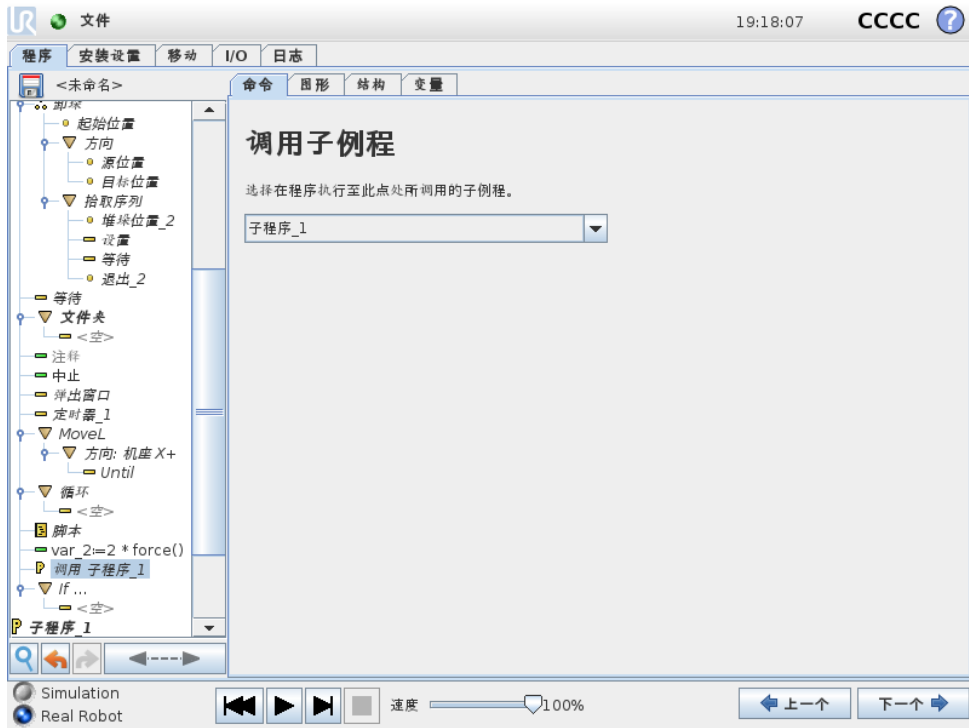 UR 文件 19:18:07 CCCC ?
程序 安装设置 移动 I/O 日志
<未命名> 命令 图形 结构 变量
卸垛
起始位置
方向
源位置
目标位置
拾取序列
堆垛位置_2
设置
等待
退出_2
等待
文件夹
<空>
注释
中止
弹出窗口
定时器_1
MoveL
方向: 机座 X+
Until
循环
<空>
脚本
var_2:=2 * force()
调用 子程序_1
If ...
<空>
子程序_1
调用子例程
选择在程序执行至此点处所调用的子例程。
子程序_1
Simulation
Real Robot
速度 100%
上一个 下一个